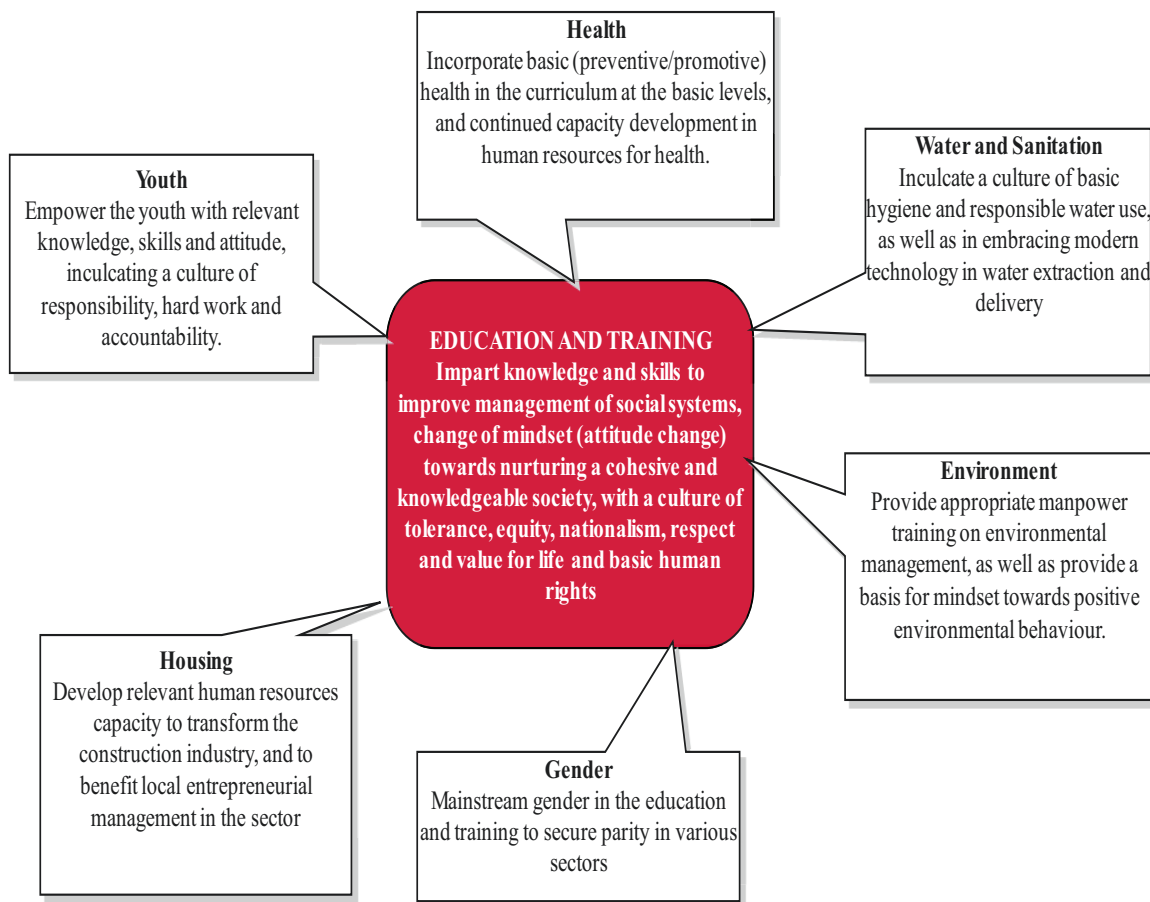 Health
Incorporate basic (preventive/promotive)
health in the curriculum at the basic levels,
and continued capacity development in
human resources for health.
Youth
Empower the youth with relevant
knowledge, skills and attitude,
inculcating a culture of
responsibility, hard work and
accountability.
Water and Sanitation
Inculcate a culture of basic
hygiene and responsible water use,
as well as in embracing modern
technology in water extraction and
delivery
EDUCATION AND TRAINING
Impart knowledge and skills to
improve management of social systems,
change of mindset (attitude change)
towards nurturing a cohesive and
knowledgeable society, with a culture of
tolerance, equity, nationalism, respect
and value for life and basic human
rights
Environment
Provide appropriate manpower
training on environmental
management, as well as provide a
basis for mindset towards positive
environmental behaviour.
Housing
Develop relevant human resources
capacity to transform the
construction industry, and to
benefit local entrepreneurial
management in the sector
Gender
Mainstream gender in the education
and training to secure parity in various
sectors